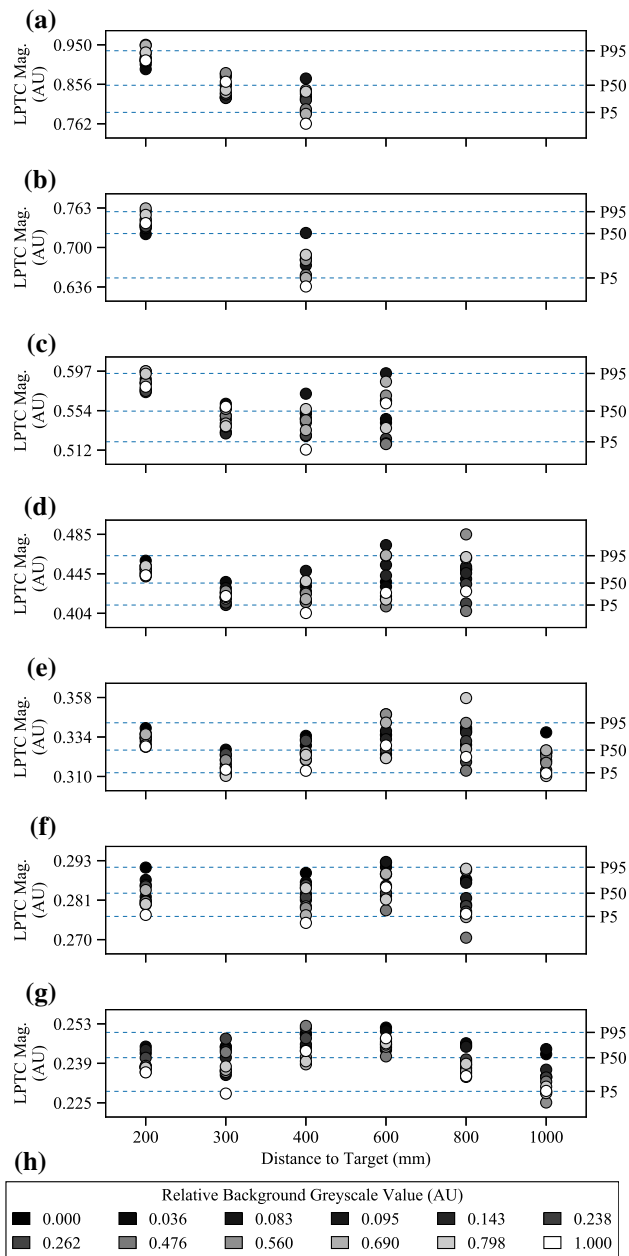 (a)
LPTC Mag.
(AU)
0.950
0.856
0.762
P95
P50
P5
(b)
LPTC Mag.
(AU)
0.763
0.700
0.636
P95
P50
P5
(c)
LPTC Mag.
(AU)
0.597
0.554
0.512
P95
P50
P5
(d)
LPTC Mag.
(AU)
0.485
0.445
0.404
P95
P50
P5
(e)
LPTC Mag.
(AU)
0.358
0.334
0.310
P95
P50
P5
(f)
LPTC Mag.
(AU)
0.293
0.281
0.270
P95
P50
P5
(g)
LPTC Mag.
(AU)
0.253
0.239
0.225
P95
P50
P5
200 300 400 600 800 1000
Distance to Target (mm)
(h)
Relative Background Greyscale Value (AU)
0.000 0.036 0.083 0.095 0.143 0.238
0.262 0.476 0.560 0.690 0.798 1.000